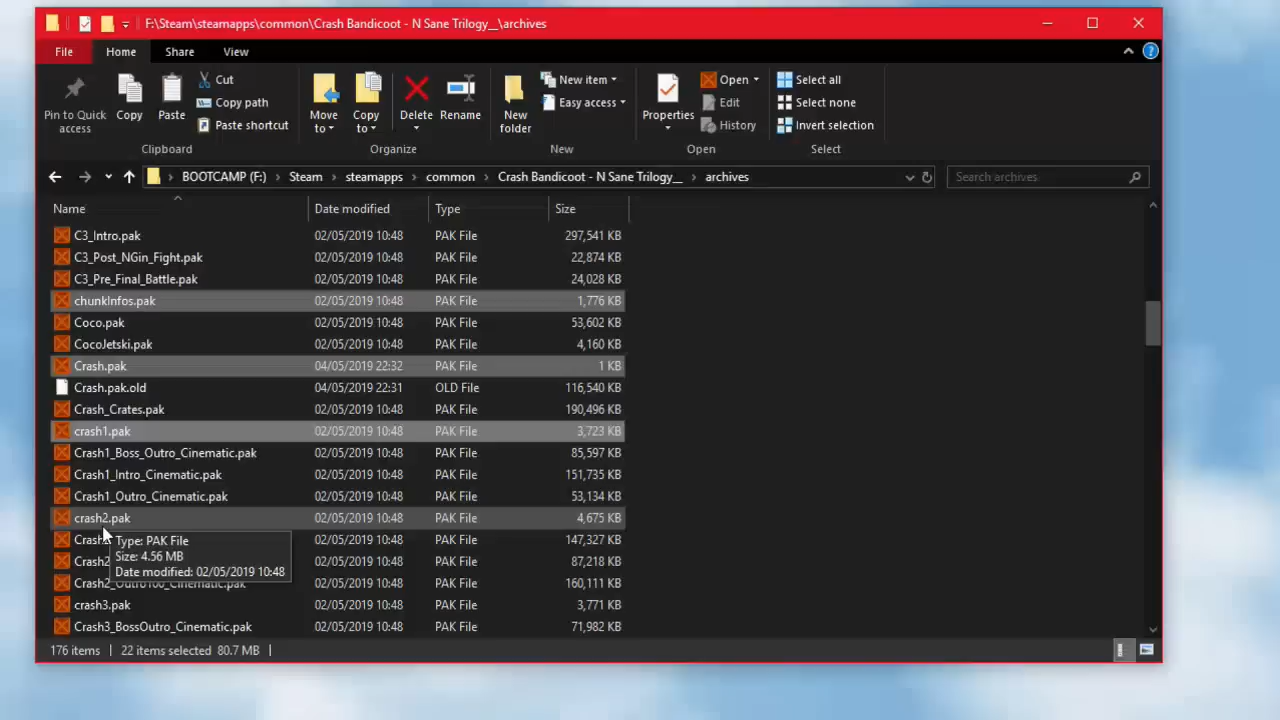 F:\Steam\steamapps\common\Crash Bandicoot - N Sane Trilogy__\archives
File Home Share View
Pin to Quick access
Copy
Paste
Cut
Copy path
Paste shortcut
Clipboard
Move to
Copy to
Delete
Rename
Organize
New folder
New item
Easy access
New
Properties
Open
Edit
History
Open
Select all
Select none
Invert selection
Select
BOOTCAMP (F:) Steam steamapps common Crash Bandicoot - N Sane Trilogy__ archives
Search archives
Name Date modified Type Size
C3_Intro.pak 02/05/2019 10:48 PAK File 297,541 KB
C3_Post_NGin_Fight.pak 02/05/2019 10:48 PAK File 22,874 KB
C3_Pre_Final_Battle.pak 02/05/2019 10:48 PAK File 24,028 KB
chunkInfos.pak 02/05/2019 10:48 PAK File 1,776 KB
Coco.pak 02/05/2019 10:48 PAK File 53,602 KB
CocoJetski.pak 02/05/2019 10:48 PAK File 4,160 KB
Crash.pak 04/05/2019 22:32 PAK File 1 KB
Crash.pak.old 04/05/2019 22:31 OLD File 116,540 KB
Crash_Crates.pak 02/05/2019 10:48 PAK File 190,496 KB
crash1.pak 02/05/2019 10:48 PAK File 3,723 KB
Crash1_Boss_Outro_Cinematic.pak 02/05/2019 10:48 PAK File 85,597 KB
Crash1_Intro_Cinematic.pak 02/05/2019 10:48 PAK File 151,735 KB
Crash1_Outro_Cinematic.pak 02/05/2019 10:48 PAK File 53,134 KB
crash2.pak 02/05/2019 10:48 PAK File 4,675 KB
02/05/2019 10:48 PAK File 147,327 KB
02/05/2019 10:48 PAK File 87,218 KB
Crash2_Outro100_Cinematic.pak 02/05/2019 10:48 PAK File 160,111 KB
Type: PAK File
Size: 4.56 MB
Date modified: 02/05/2019 10:48
crash3.pak 02/05/2019 10:48 PAK File 3,771 KB
Crash3_BossOutro_Cinematic.pak 02/05/2019 10:48 PAK File 71,982 KB
176 items 22 items selected 80.7 MB